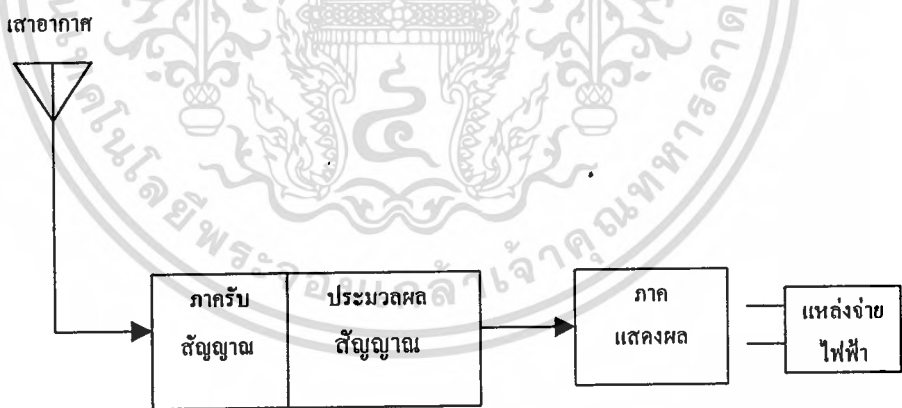 เสาอากาศ
ภาครับ
สัญญาณ
ประมวลผล
สัญญาณ
ภาค
แสดงผล
แหล่งจ่าย
ไฟฟ้า